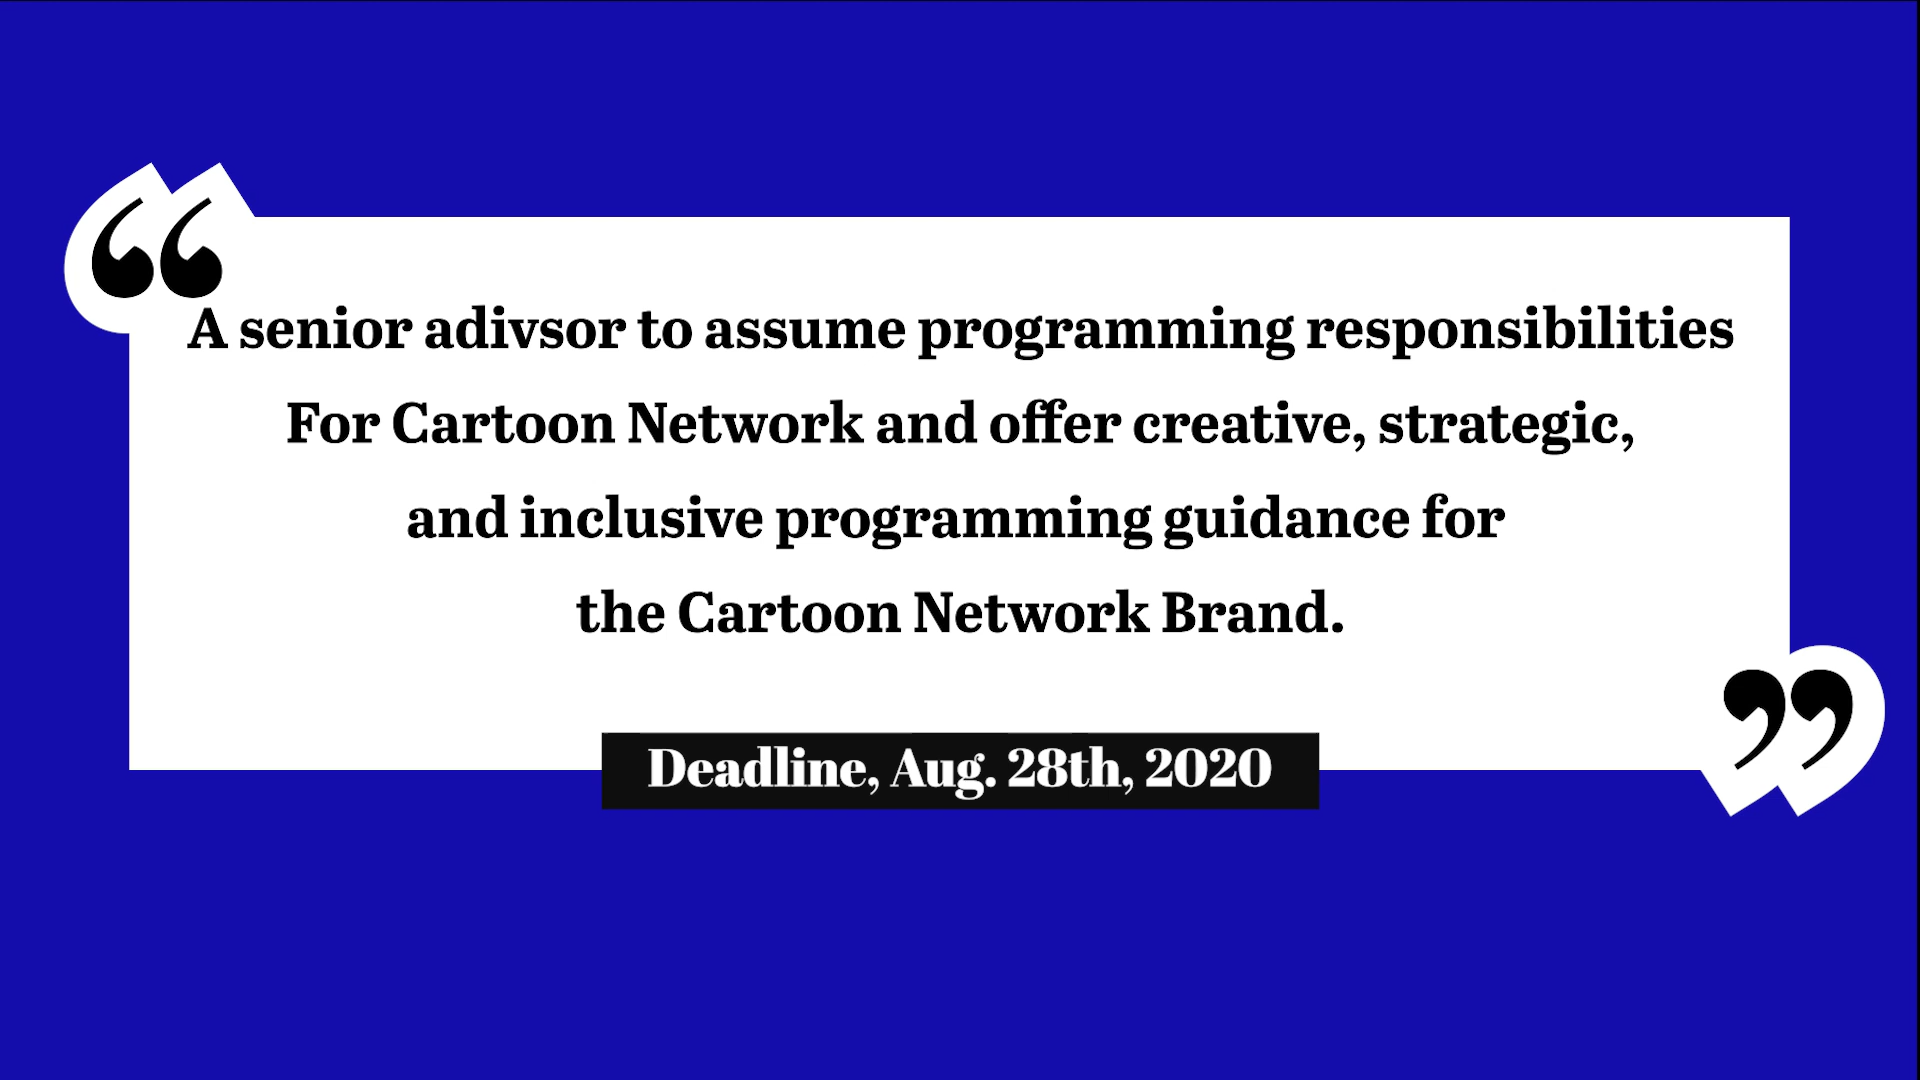 “
A senior adivsor to assume programming responsibilities
For Cartoon Network and offer creative, strategic,
and inclusive programming guidance for
the Cartoon Network Brand.
”
Deadline, Aug. 28th, 2020